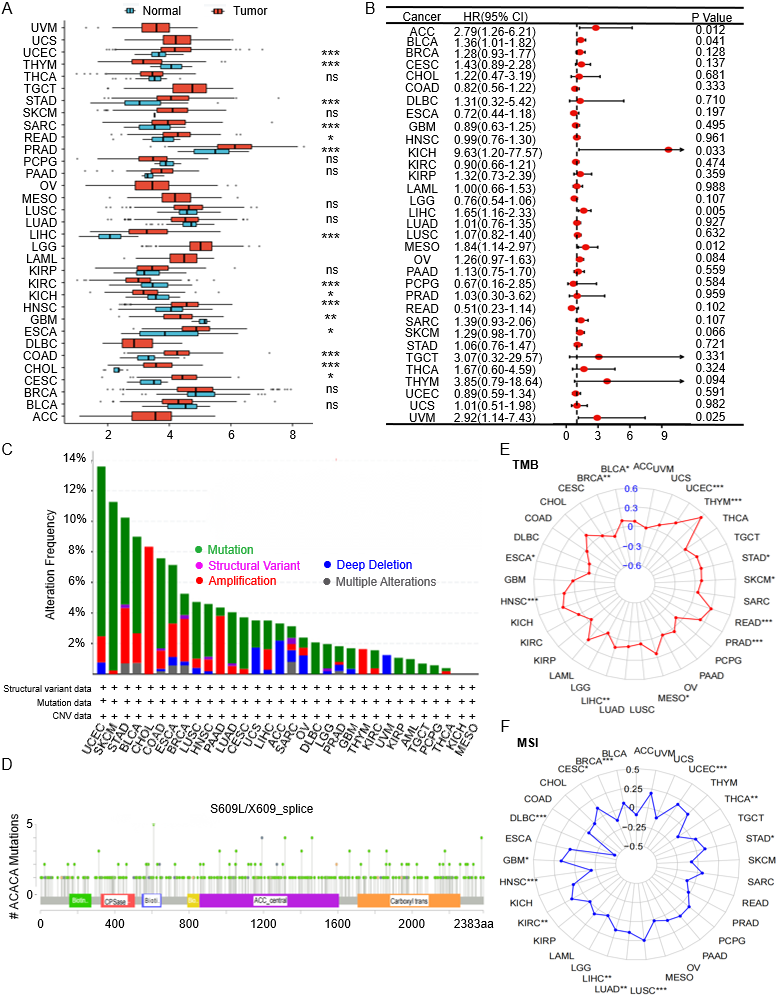 A
Normal
Tumor
UVM
UCS
UCEC ***
THYM ***
THCA ns
TGCT
STAD ***
SKCM ns
SARC ***
READ *
PRAD ***
PCPG ns
PAAD ns
OV
MESO
LUSC ns
LUAD ns
LIHC ***
LGG
LAML
KIRP ns
KIRC ***
KICH *
HNSC ***
GBM **
ESCA *
DLBC
COAD ***
CHOL ***
CESC *
BRCA ns
BLCA ns
ACC
2 4 6 8
B
Cancer HR(95% CI) P Value
ACC 2.79(1.26-6.21) 0.012
BLCA 1.36(1.01-1.82) 0.041
BRCA 1.28(0.93-1.77) 0.128
CESC 1.43(0.89-2.28) 0.137
CHOL 1.22(0.47-3.19) 0.681
COAD 0.82(0.56-1.22) 0.333
DLBC 1.31(0.32-5.42) 0.710
ESCA 0.72(0.44-1.18) 0.197
GBM 0.89(0.63-1.25) 0.495
HNSC 0.99(0.76-1.30) 0.961
KICH 9.63(1.20-77.57) 0.033
KIRC 0.90(0.66-1.21) 0.474
KIRP 1.32(0.73-2.39) 0.359
LAML 1.00(0.66-1.53) 0.988
LGG 0.76(0.54-1.06) 0.107
LIHC 1.65(1.16-2.33) 0.005
LUAD 1.01(0.76-1.35) 0.927
LUSC 1.07(0.82-1.40) 0.632
MESO 1.84(1.14-2.97) 0.012
OV 1.26(0.97-1.63) 0.084
PAAD 1.13(0.75-1.70) 0.559
PCPG 0.67(0.16-2.85) 0.584
PRAD 1.03(0.30-3.62) 0.959
READ 0.51(0.23-1.14) 0.102
SARC 1.39(0.93-2.06) 0.107
SKCM 1.29(0.98-1.70) 0.066
STAD 1.06(0.76-1.47) 0.721
TGCT 3.07(0.32-29.57) 0.331
THCA 1.67(0.60-4.59) 0.324
THYM 3.85(0.79-18.64) 0.094
UCEC 0.89(0.59-1.34) 0.591
UCS 1.01(0.51-1.98) 0.982
UVM 2.92(1.14-7.43) 0.025
0 3 6 9
C
Alteration Frequency
14%
12%
10%
8%
6%
4%
2%
Mutation
Structural Variant
Amplification
Deep Deletion
Multiple Alterations
Structural variant data + + + + + + + + + + + + + + + + + + + + + + + + + + + + + + + +
Mutation data + + + + + + + + + + + + + + + + + + + + + + + + + + + + + + + +
CNV data + + + + + + + + + + + + + + + + + + + + + + + + + + + + + + + +
UCEC
SKCM
STAD
BLCA
CHOL
COAD
ESCA
BRCA
LUSC
HNSC
PAAD
LUAD
CESC
UCS
LIHC
ACC
SARC
OV
DLBC
LGG
PRAD
GBM
THYM
KIRC
UVM
KIRP
AML
TGCT
PCPG
THCA
KICH
MESO
D
S609L/X609_splice
# ACACA Mutations
5
0
Biotin..
CPSase
Biotii
Bio.
ACC_central
Carboxyl trans
0 400 800 1200 1600 2000 2383aa
E
TMB
0.6
0.3
0
-0.3
-0.6
ACC
UVM
UCS
UCEC***
THYM***
THCA
TGCT
STAD*
SKCM*
SARC
READ***
PRAD***
PCPG
PAAD
OV
MESO*
LUSC
LUAD
LIHC**
LGG
LAML
KIRP
KIRC
KICH
HNSC***
GBM
ESCA*
DLBC
COAD
CHOL
CESC
BRCA**
BLCA*
F
MSI
0.5
0.25
0
-0.25
-0.5
ACC
UVM
UCS
UCEC***
THYM
THCA**
TGCT
STAD*
SKCM
SARC
READ
PRAD
PCPG
PAAD
OV
MESO
LUSC***
LUAD**
LIHC**
LGG
LAML
KIRP
KIRC**
KICH
HNSC***
GBM*
ESCA
DLBC***
COAD
CHOL
CESC*
BRCA***
BLCA